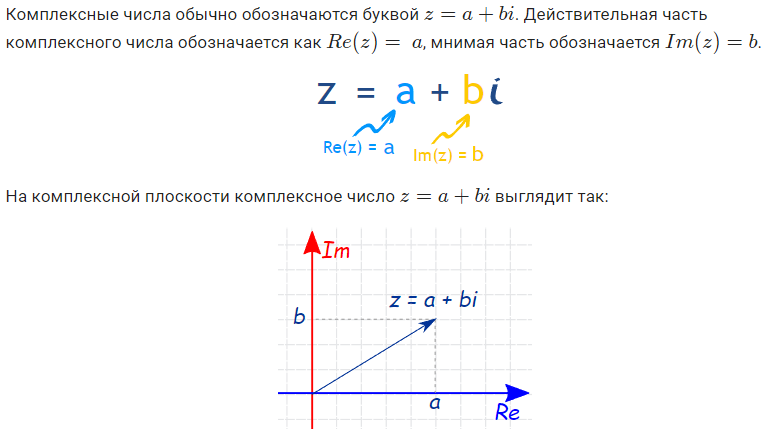 Комплексные числа обычно обозначаются буквой z = a + bi. Действительная часть
комплексного числа обозначается как Re(z) = a, мнимая часть обозначается Im(z) = b.
z = a + bi
Re(z) = a
Im(z) = b
На комплексной плоскости комплексное число z = a + bi выглядит так:
Im
z = a + bi
b
a
Re